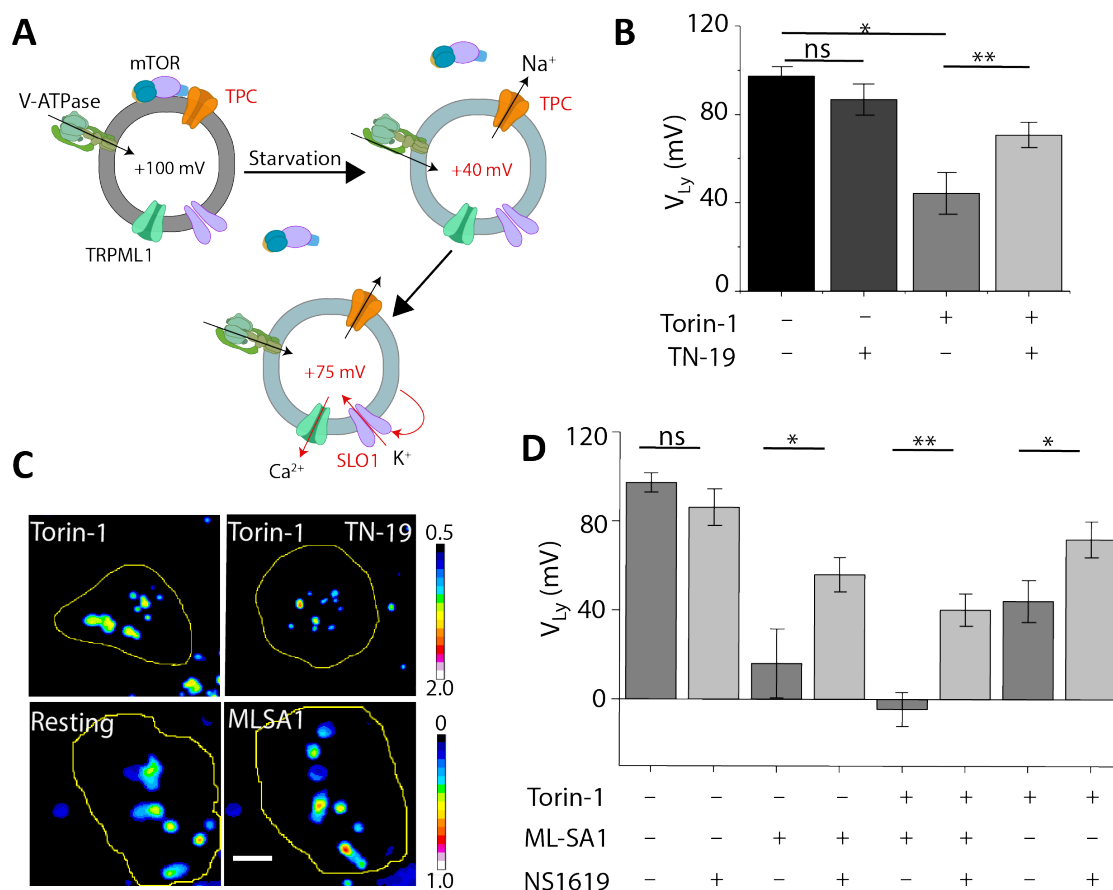 A
mTOR
V-ATPase
TPC
+100 mV
TRPML1
Starvation
Na⁺
TPC
+40 mV
+75 mV
Ca²⁺
SLO1
K⁺
B
120
80
40
0
V_Ly (mV)
*
ns
**
Torin-1 – – + +
TN-19 – + – +
C
Torin-1
Torin-1 TN-19
0.5
2.0
Resting
MLSA1
0
1.0
D
120
80
40
0
V_Ly (mV)
ns * ** *
Torin-1 – – – – + + + +
ML-SA1 – – + + + + – –
NS1619 – + – + – + – +